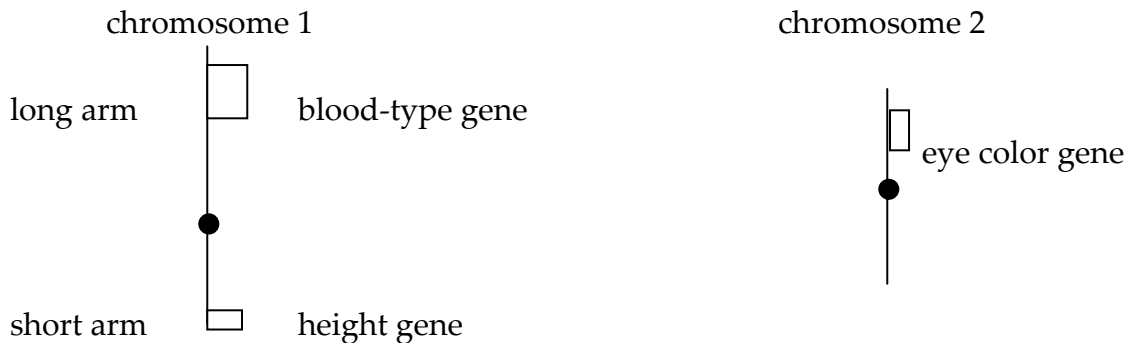 chromosome 1
chromosome 2
long arm
blood-type gene
eye color gene
short arm
height gene